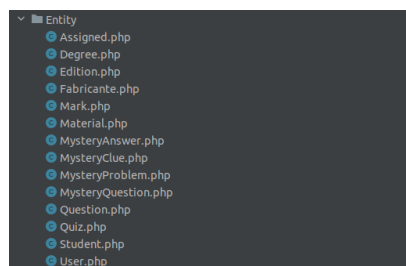 Entity
Assigned.php
Degree.php
Edition.php
Fabricante.php
Mark.php
Material.php
MysteryAnswer.php
MysteryClue.php
MysteryProblem.php
MysteryQuestion.php
Question.php
Quiz.php
Student.php
User.php